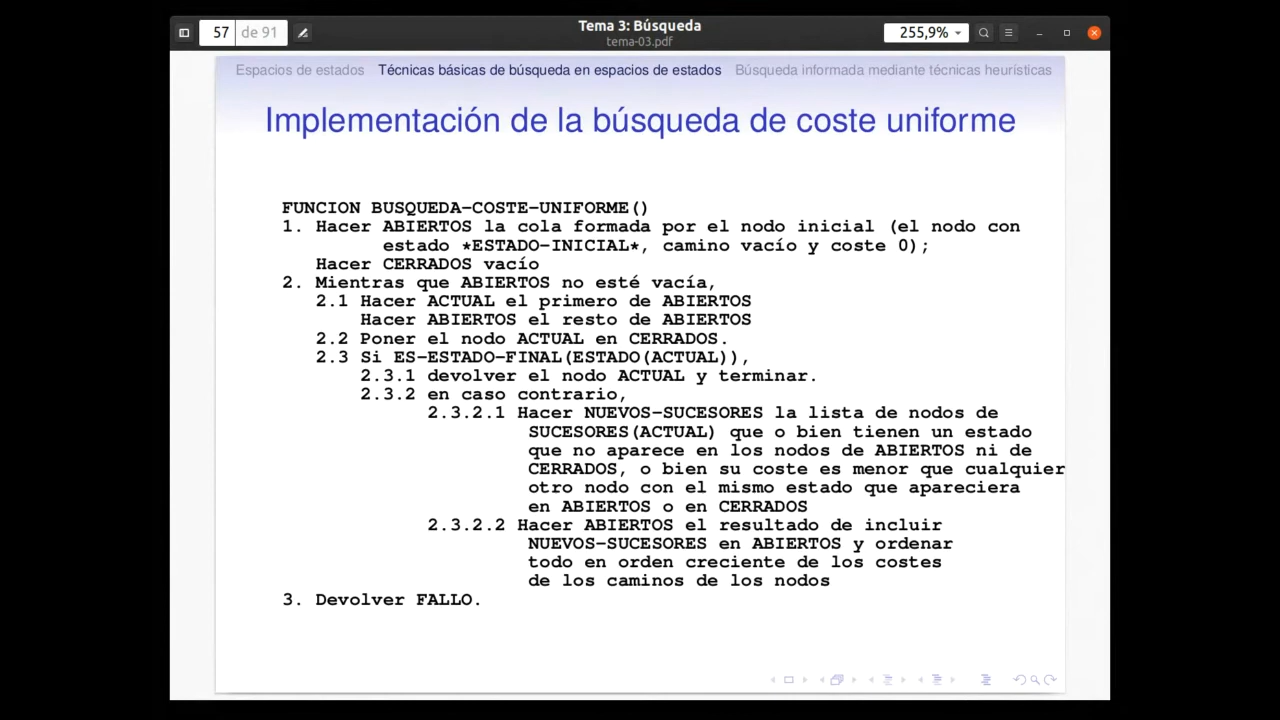 57 de 91
Tema 3: Búsqueda
tema-03.pdf
255,9%
Espacios de estados Técnicas básicas de búsqueda en espacios de estados Búsqueda informada mediante técnicas heurísticas
Implementación de la búsqueda de coste uniforme
FUNCION BUSQUEDA-COSTE-UNIFORME()
1. Hacer ABIERTOS la cola formada por el nodo inicial (el nodo con
estado *ESTADO-INICIAL*, camino vacío y coste 0);
Hacer CERRADOS vacío
2. Mientras que ABIERTOS no esté vacía,
2.1 Hacer ACTUAL el primero de ABIERTOS
Hacer ABIERTOS el resto de ABIERTOS
2.2 Poner el nodo ACTUAL en CERRADOS.
2.3 Si ES-ESTADO-FINAL(ESTADO(ACTUAL)),
2.3.1 devolver el nodo ACTUAL y terminar.
2.3.2 en caso contrario,
2.3.2.1 Hacer NUEVOS-SUCESORES la lista de nodos de
SUCESORES(ACTUAL) que o bien tienen un estado
que no aparece en los nodos de ABIERTOS ni de
CERRADOS, o bien su coste es menor que cualquier
otro nodo con el mismo estado que apareciera
en ABIERTOS o en CERRADOS
2.3.2.2 Hacer ABIERTOS el resultado de incluir
NUEVOS-SUCESORES en ABIERTOS y ordenar
todo en orden creciente de los costes
de los caminos de los nodos
3. Devolver FALLO.